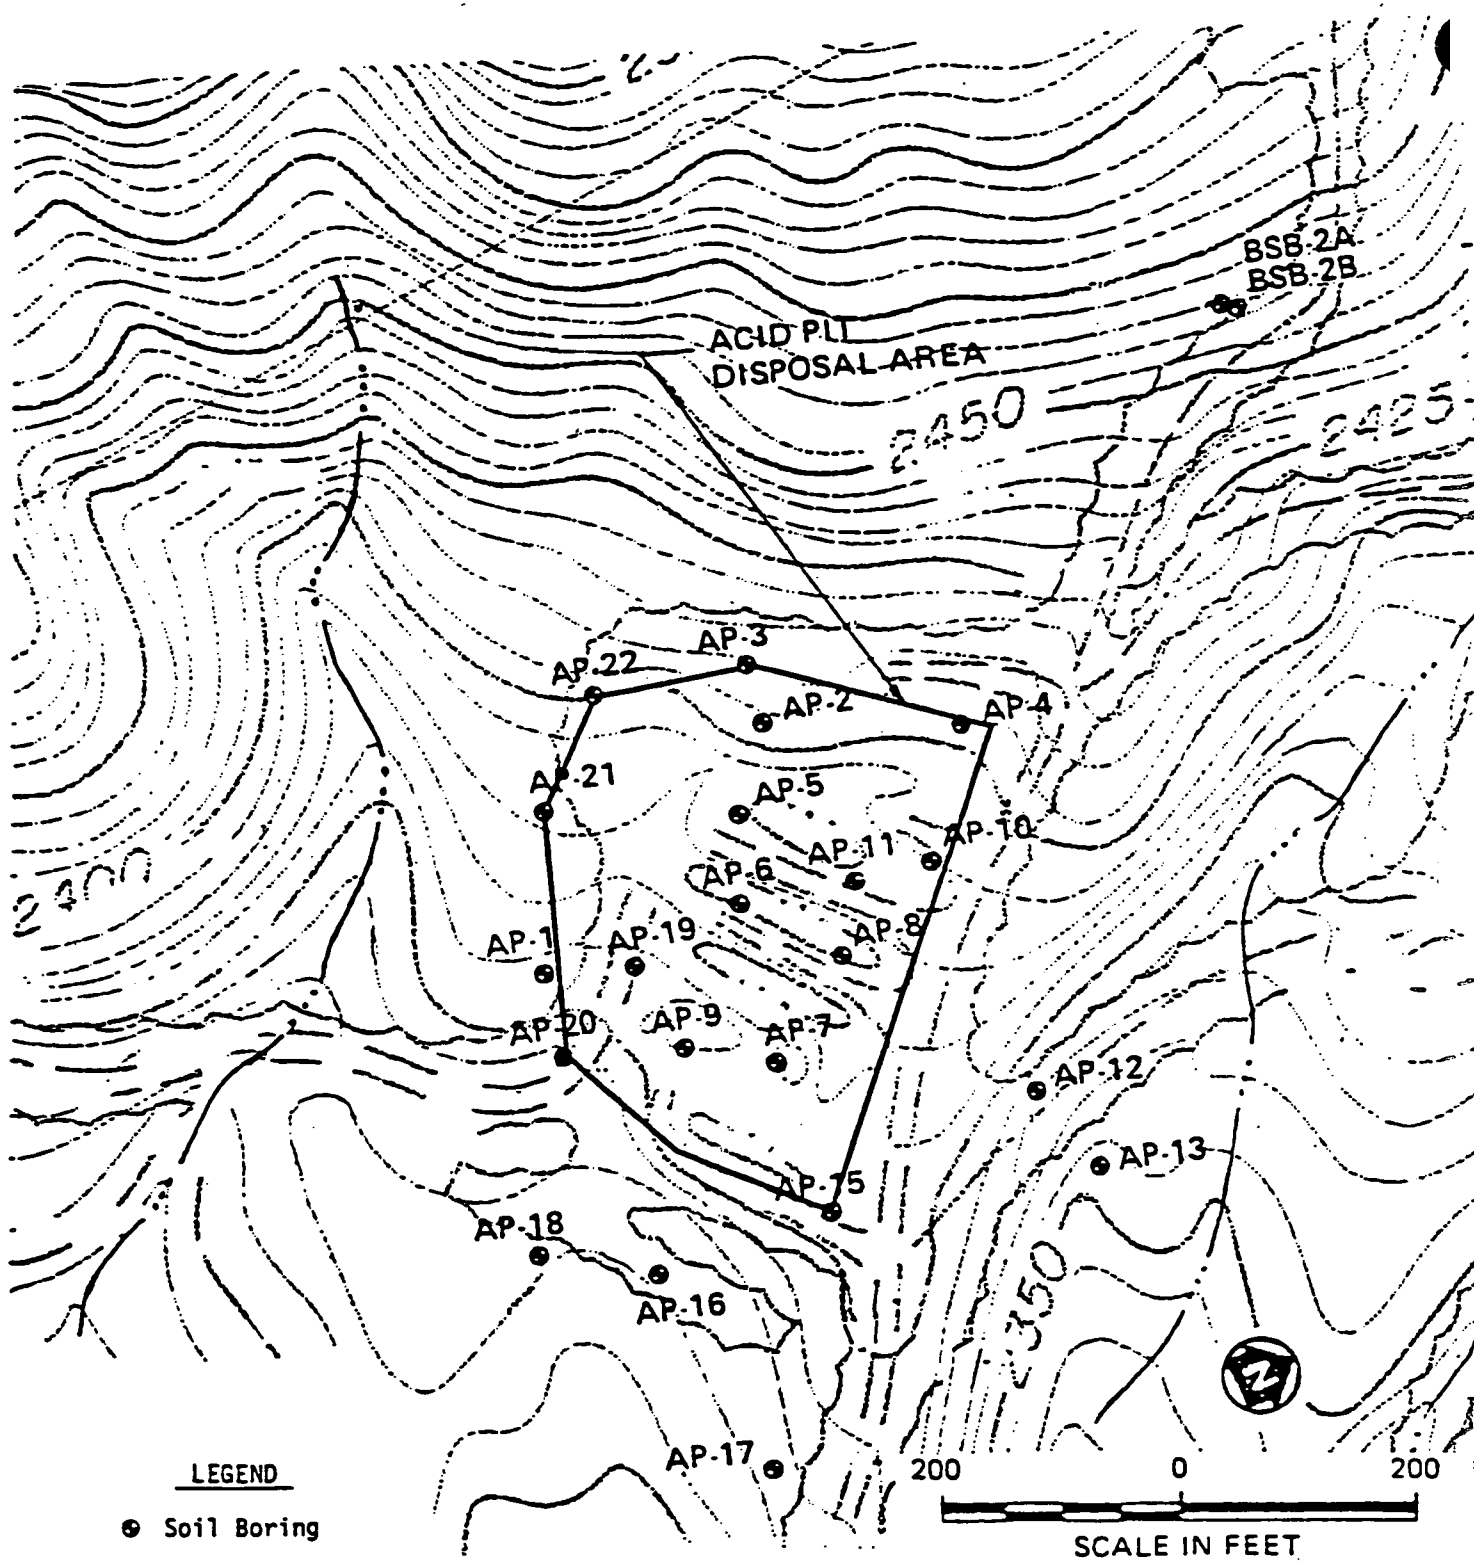 BSB-2A
BSB-2B
ACID PIT
DISPOSAL AREA
2450
2425
AP-3
AP-22
AP-2
AP-4
AP-21
AP-5
AP-10
AP-11
AP-6
2400
AP-8
AP-1
AP-19
AP-20
AP-9
AP-7
AP-12
AP-13
AP-15
AP-18
AP-16
2350
N
AP-17
LEGEND
Soil Boring
200 0 200
SCALE IN FEET